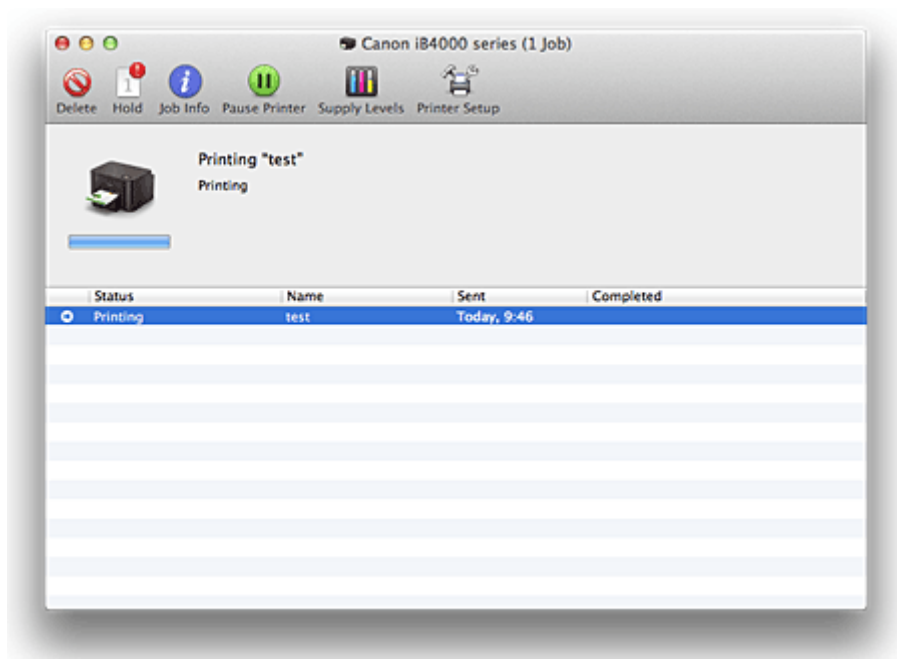 Canon iB4000 series (1 Job)
1
Delete Hold Job Info Pause Printer Supply Levels Printer Setup
Printing "test"
Printing
Status Name Sent Completed
Printing test Today, 9:46